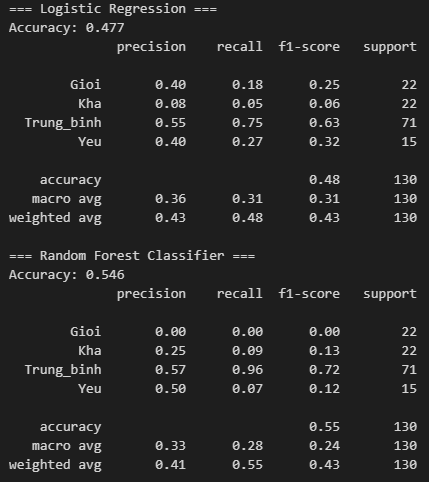 === Logistic Regression ===
Accuracy: 0.477
precision recall f1-score support
Gioi 0.40 0.18 0.25 22
Kha 0.08 0.05 0.06 22
Trung_binh 0.55 0.75 0.63 71
Yeu 0.40 0.27 0.32 15
accuracy 0.48 130
macro avg 0.36 0.31 0.31 130
weighted avg 0.43 0.48 0.43 130
=== Random Forest Classifier ===
Accuracy: 0.546
precision recall f1-score support
Gioi 0.00 0.00 0.00 22
Kha 0.25 0.09 0.13 22
Trung_binh 0.57 0.96 0.72 71
Yeu 0.50 0.07 0.12 15
accuracy 0.55 130
macro avg 0.33 0.28 0.24 130
weighted avg 0.41 0.55 0.43 130